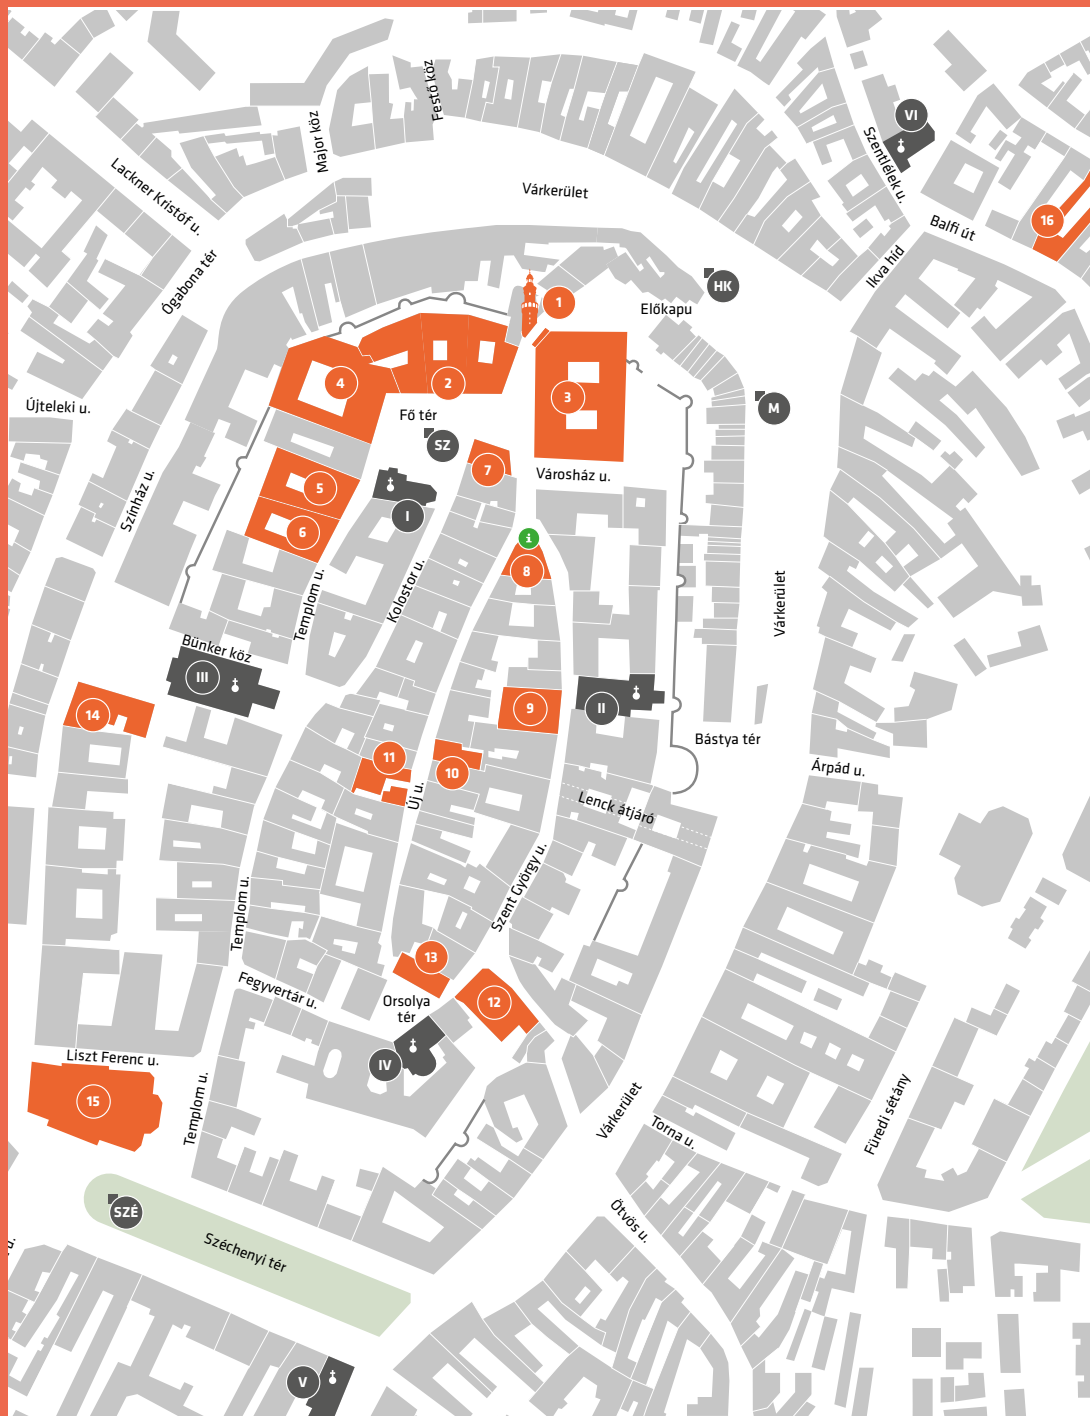 Festő köz
Major köz
VI
Szentlélek u.
Lackner Kristóf u.
Várkerület
16
Balfi út
Ógabona tér
Ikva híd
HK
1
Előkapu
4
2
3
M
Újteleki u.
Fő tér
SZ
7
Városház u.
5
Színház u.
I
6
i
8
Kolostor u.
Templom u.
Várkerület
Bünker köz
III
II
14
9
Bástya tér
11
10
Árpád u.
Új u.
Lenck átjáró
Szent György u.
Templom u.
13
Fegyvertár u.
Orsolya
tér
12
Liszt Ferenc u.
IV
15
Templom u.
Várkerület
Torna u.
Füredi sétány
SZÉ
Ötvös u.
Széchenyi tér
u.
V